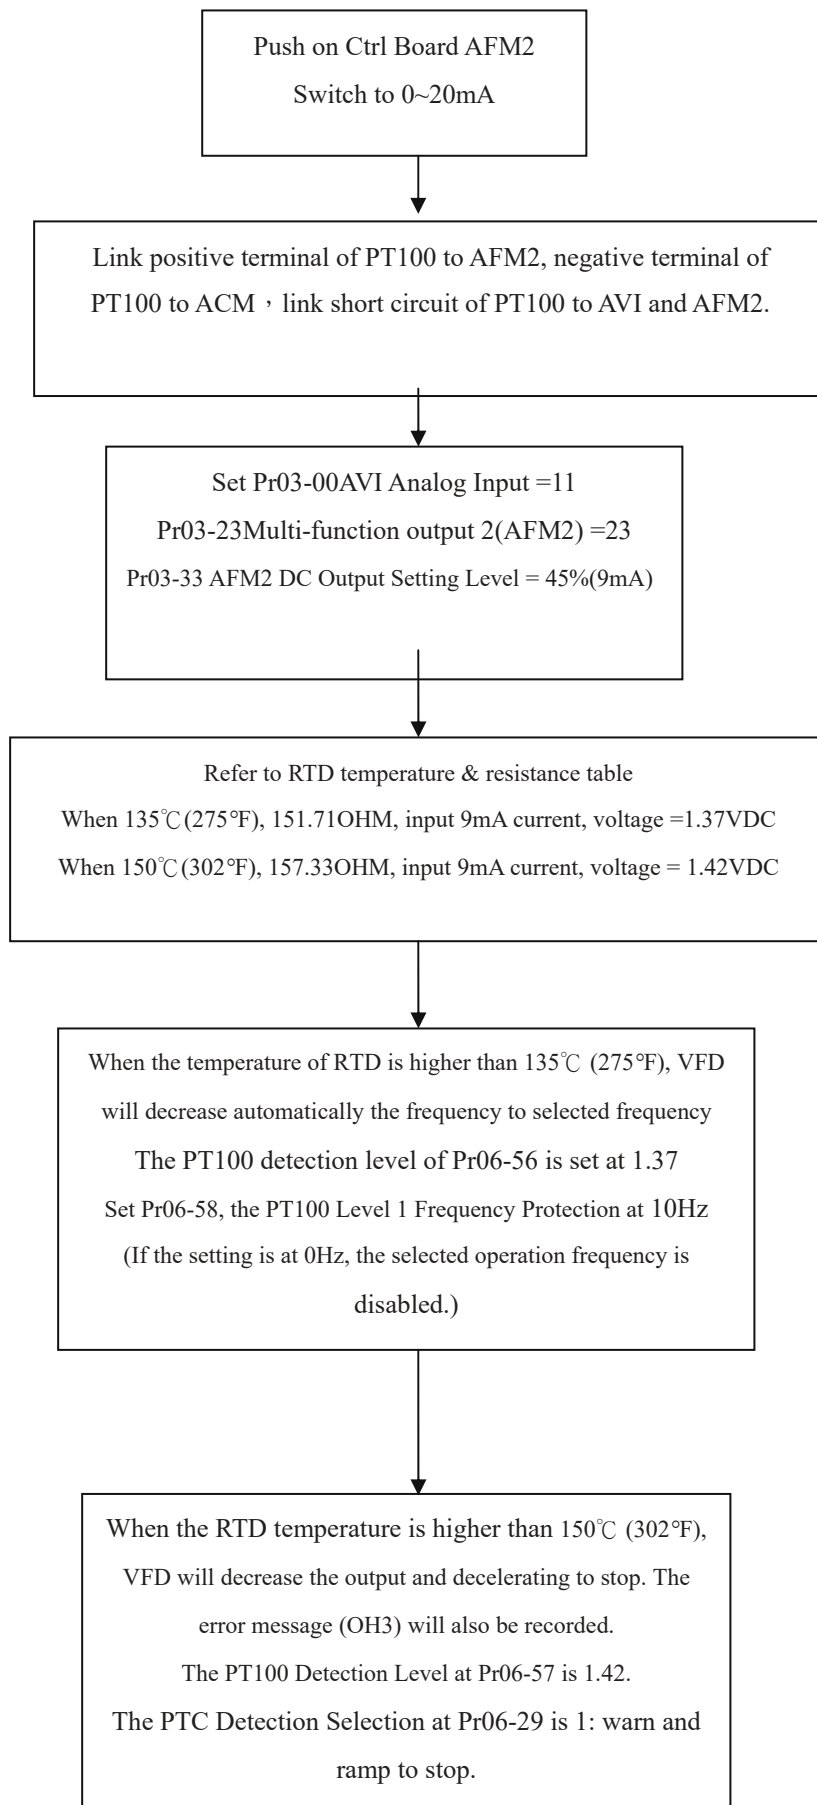 Push on Ctrl Board AFM2
Switch to 0~20mA
Link positive terminal of PT100 to AFM2, negative terminal of
PT100 to ACM，link short circuit of PT100 to AVI and AFM2.
Set Pr03-00AVI Analog Input =11
Pr03-23Multi-function output 2(AFM2) =23
Pr03-33 AFM2 DC Output Setting Level = 45%(9mA)
Refer to RTD temperature & resistance table
When 135℃(275°F), 151.71OHM, input 9mA current, voltage =1.37VDC
When 150℃(302°F), 157.33OHM, input 9mA current, voltage = 1.42VDC
When the temperature of RTD is higher than 135℃ (275°F), VFD
will decrease automatically the frequency to selected frequency
The PT100 detection level of Pr06-56 is set at 1.37
Set Pr06-58, the PT100 Level 1 Frequency Protection at 10Hz
(If the setting is at 0Hz, the selected operation frequency is
disabled.)
When the RTD temperature is higher than 150℃ (302°F),
VFD will decrease the output and decelerating to stop. The
error message (OH3) will also be recorded.
The PT100 Detection Level at Pr06-57 is 1.42.
The PTC Detection Selection at Pr06-29 is 1: warn and
ramp to stop.